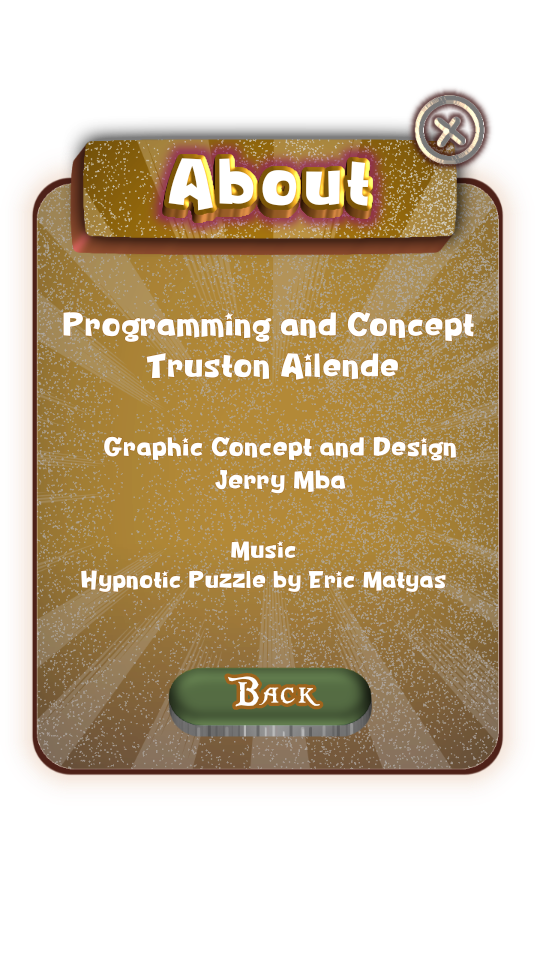 About
Programming and Concept
Truston Ailende
Graphic Concept and Design
Jerry Mba
Music
Hypnotic Puzzle by Eric Matyas
Back